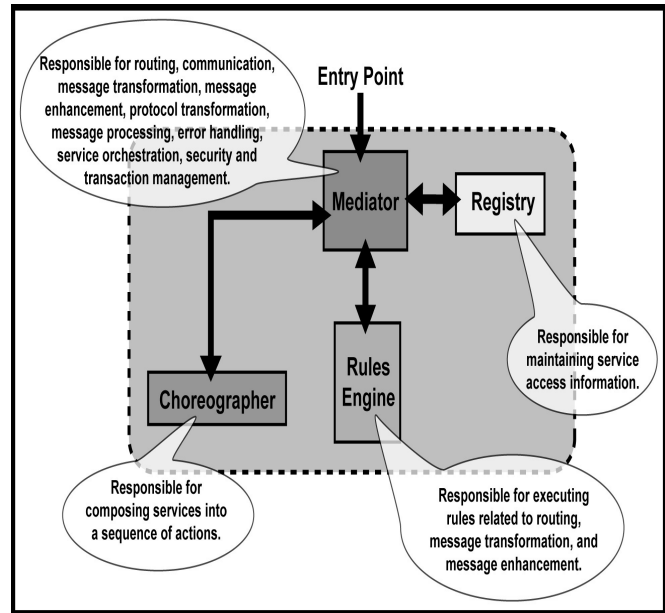 Responsible for routing, communication,
message transformation, message
enhancement, protocol transformation,
message processing, error handling,
service orchestration, security and
transaction management.
Entry Point
Mediator
Registry
Responsible for
maintaining service
access information.
Rules
Engine
Choreographer
Responsible for
composing services into
a sequence of actions.
Responsible for executing
rules related to routing,
message transformation, and
message enhancement.